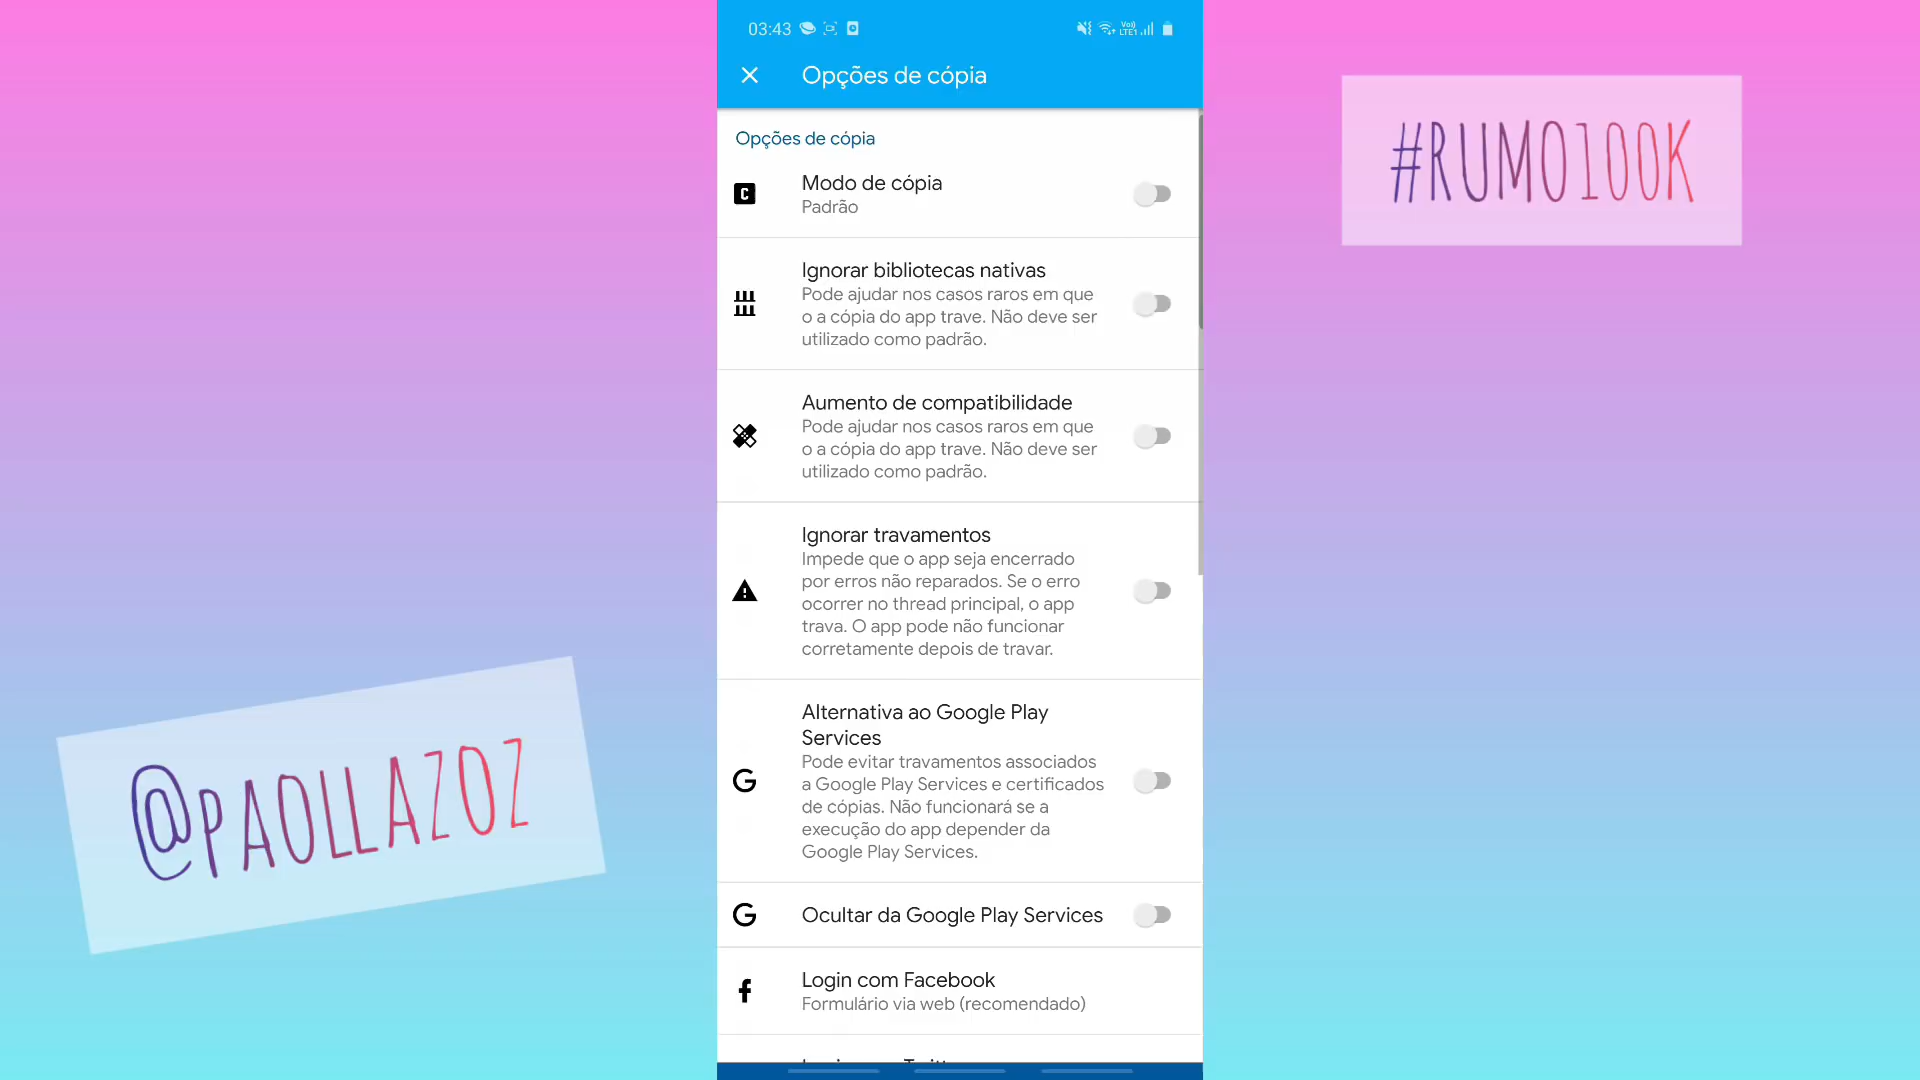 03:43
Vo))
LTE1
Opções de cópia
#RUMO100K
Opções de cópia
C
Modo de cópia
Padrão
Ignorar bibliotecas nativas
Pode ajudar nos casos raros em que
o a cópia do app trave. Não deve ser
utilizado como padrão.
Aumento de compatibilidade
Pode ajudar nos casos raros em que
o a cópia do app trave. Não deve ser
utilizado como padrão.
Ignorar travamentos
Impede que o app seja encerrado
por erros não reparados. Se o erro
ocorrer no thread principal, o app
trava. O app pode não funcionar
corretamente depois de travar.
Alternativa ao Google Play
Services
Pode evitar travamentos associados
a Google Play Services e certificados
de cópias. Não funcionará se a
execução do app depender da
Google Play Services.
Ocultar da Google Play Services
Login com Facebook
Formulário via web (recomendado)
@PAOLLAZOZ